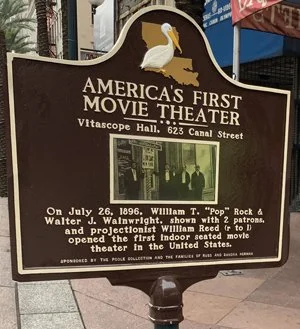 AMERICA'S FIRST
MOVIE THEATER
Vitascope Hall, 623 Canal Street
On July 26, 1896, William T. "Pop" Rock &
Walter J. Wainwright, shown with 2 patrons,
and projectionist William Reed (r to l)
opened the first indoor seated movie
theater in the United States.
SPONSORED BY THE POOLE COLLECTION AND THE FAMILIES OF RUSS AND SANDRA HERMAN